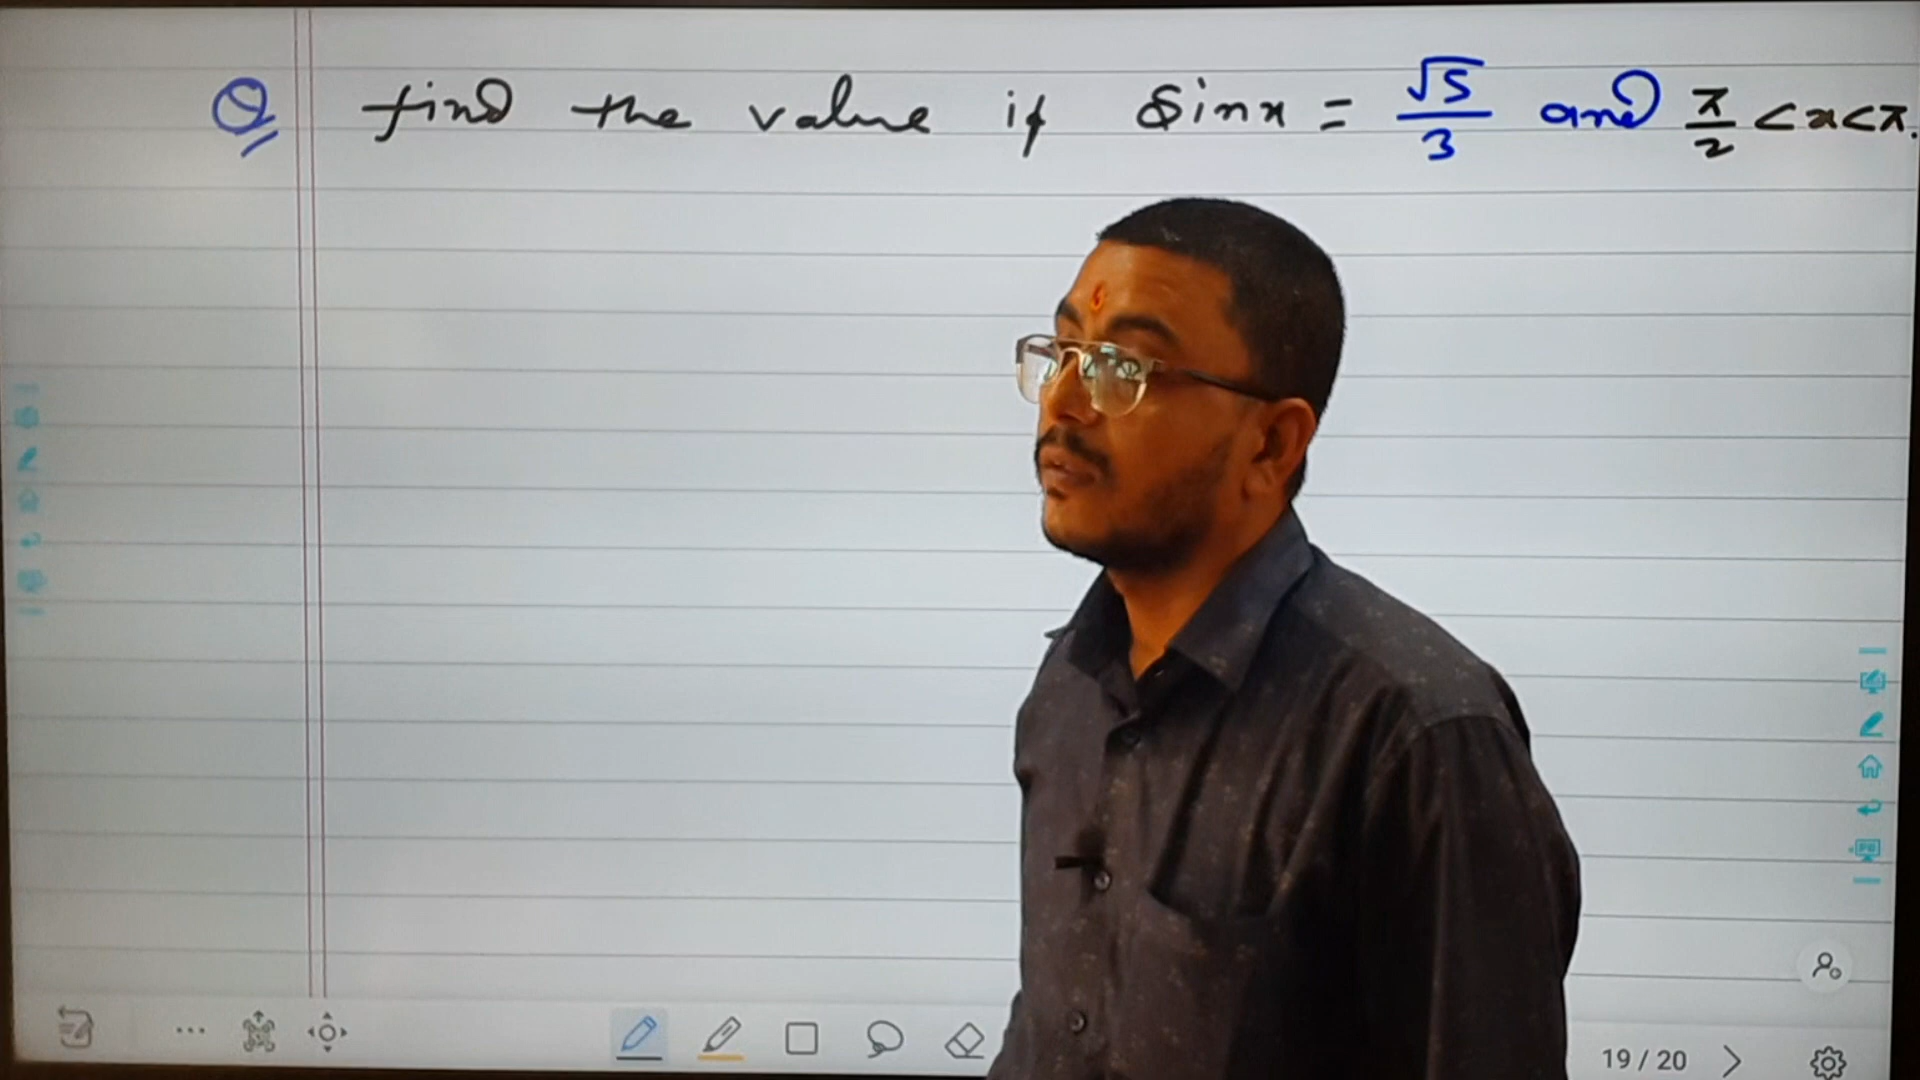 Q find the value if Sinx = √5/3 and π/2 < x < π.
19 / 20